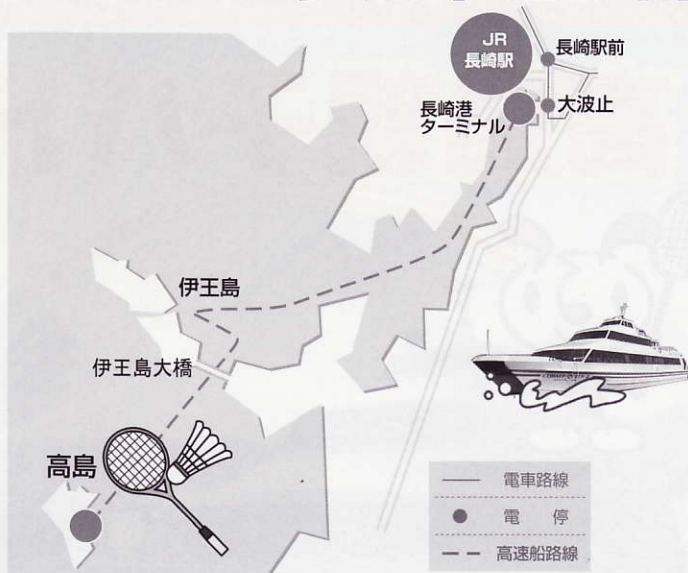 JR
長崎駅
長崎駅前
長崎港
ターミナル
大波止
伊王島
伊王島大橋
高島
電車路線
電 停
高速船路線